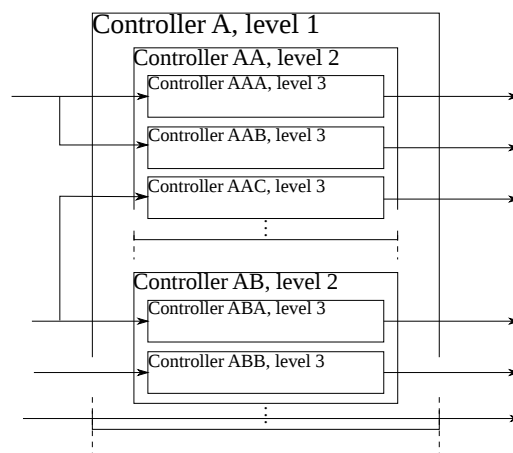 Controller A, level 1
Controller AA, level 2
Controller AAA, level 3
Controller AAB, level 3
Controller AAC, level 3
⋮
Controller AB, level 2
Controller ABA, level 3
Controller ABB, level 3
⋮